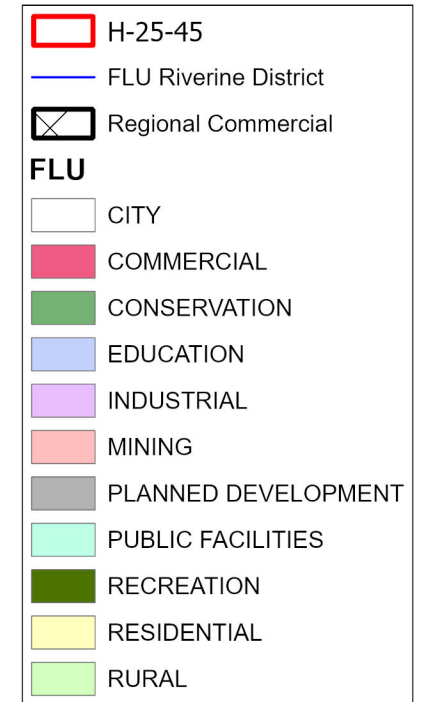 H-25-45
FLU Riverine District
Regional Commercial
FLU
CITY
COMMERCIAL
CONSERVATION
EDUCATION
INDUSTRIAL
MINING
PLANNED DEVELOPMENT
PUBLIC FACILITIES
RECREATION
RESIDENTIAL
RURAL